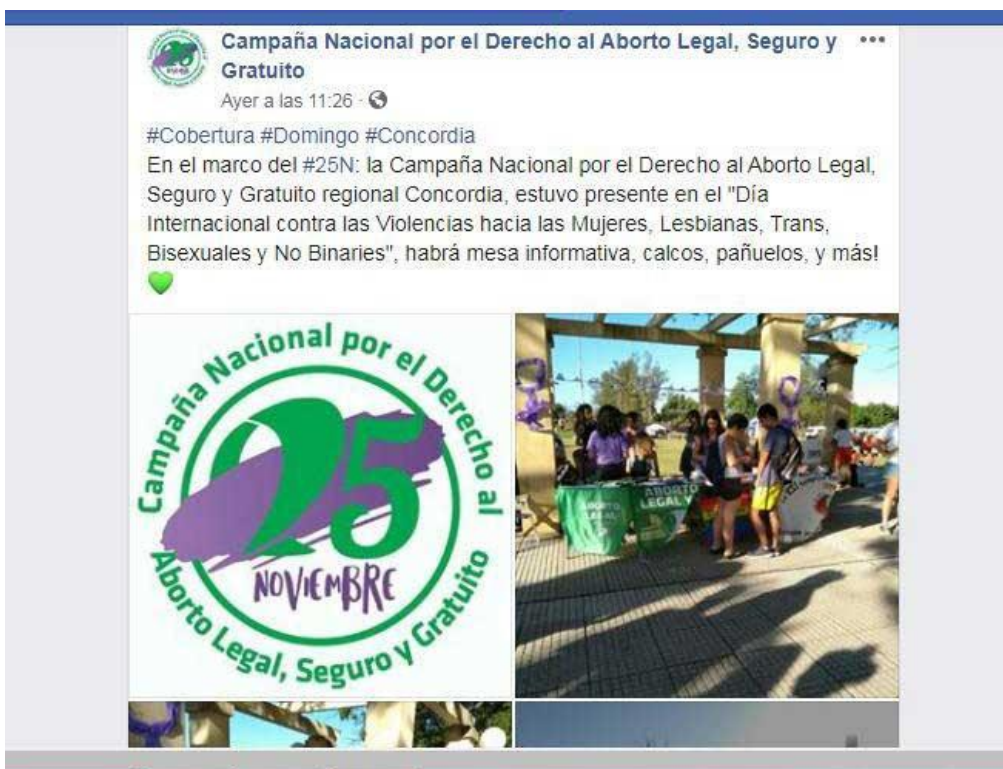 Campaña Nacional por el Derecho al Aborto Legal, Seguro y
Gratuito
Ayer a las 11:26
#Cobertura #Domingo #Concordia
En el marco del #25N: la Campaña Nacional por el Derecho al Aborto Legal,
Seguro y Gratuito regional Concordia, estuvo presente en el "Día
Internacional contra las Violencias hacia las Mujeres, Lesbianas, Trans,
Bisexuales y No Binaries", habrá mesa informativa, calcos, pañuelos, y más!
Campaña Nacional por el Derecho al
25
NOVIEMBRE
Aborto Legal, Seguro y Gratuito
ABORTO
LEGAL
ABORTO
LEGAL